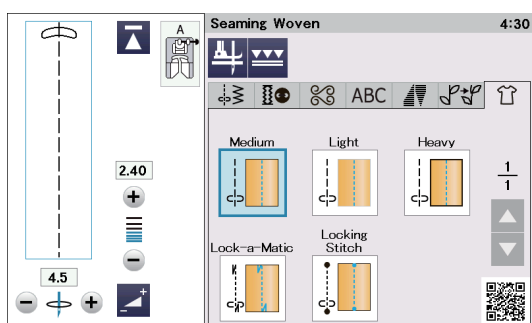 Seaming Woven 4:30
A
ABC
Medium Light Heavy
2.40
1
1
Lock-a-Matic Locking
Stitch
4.5